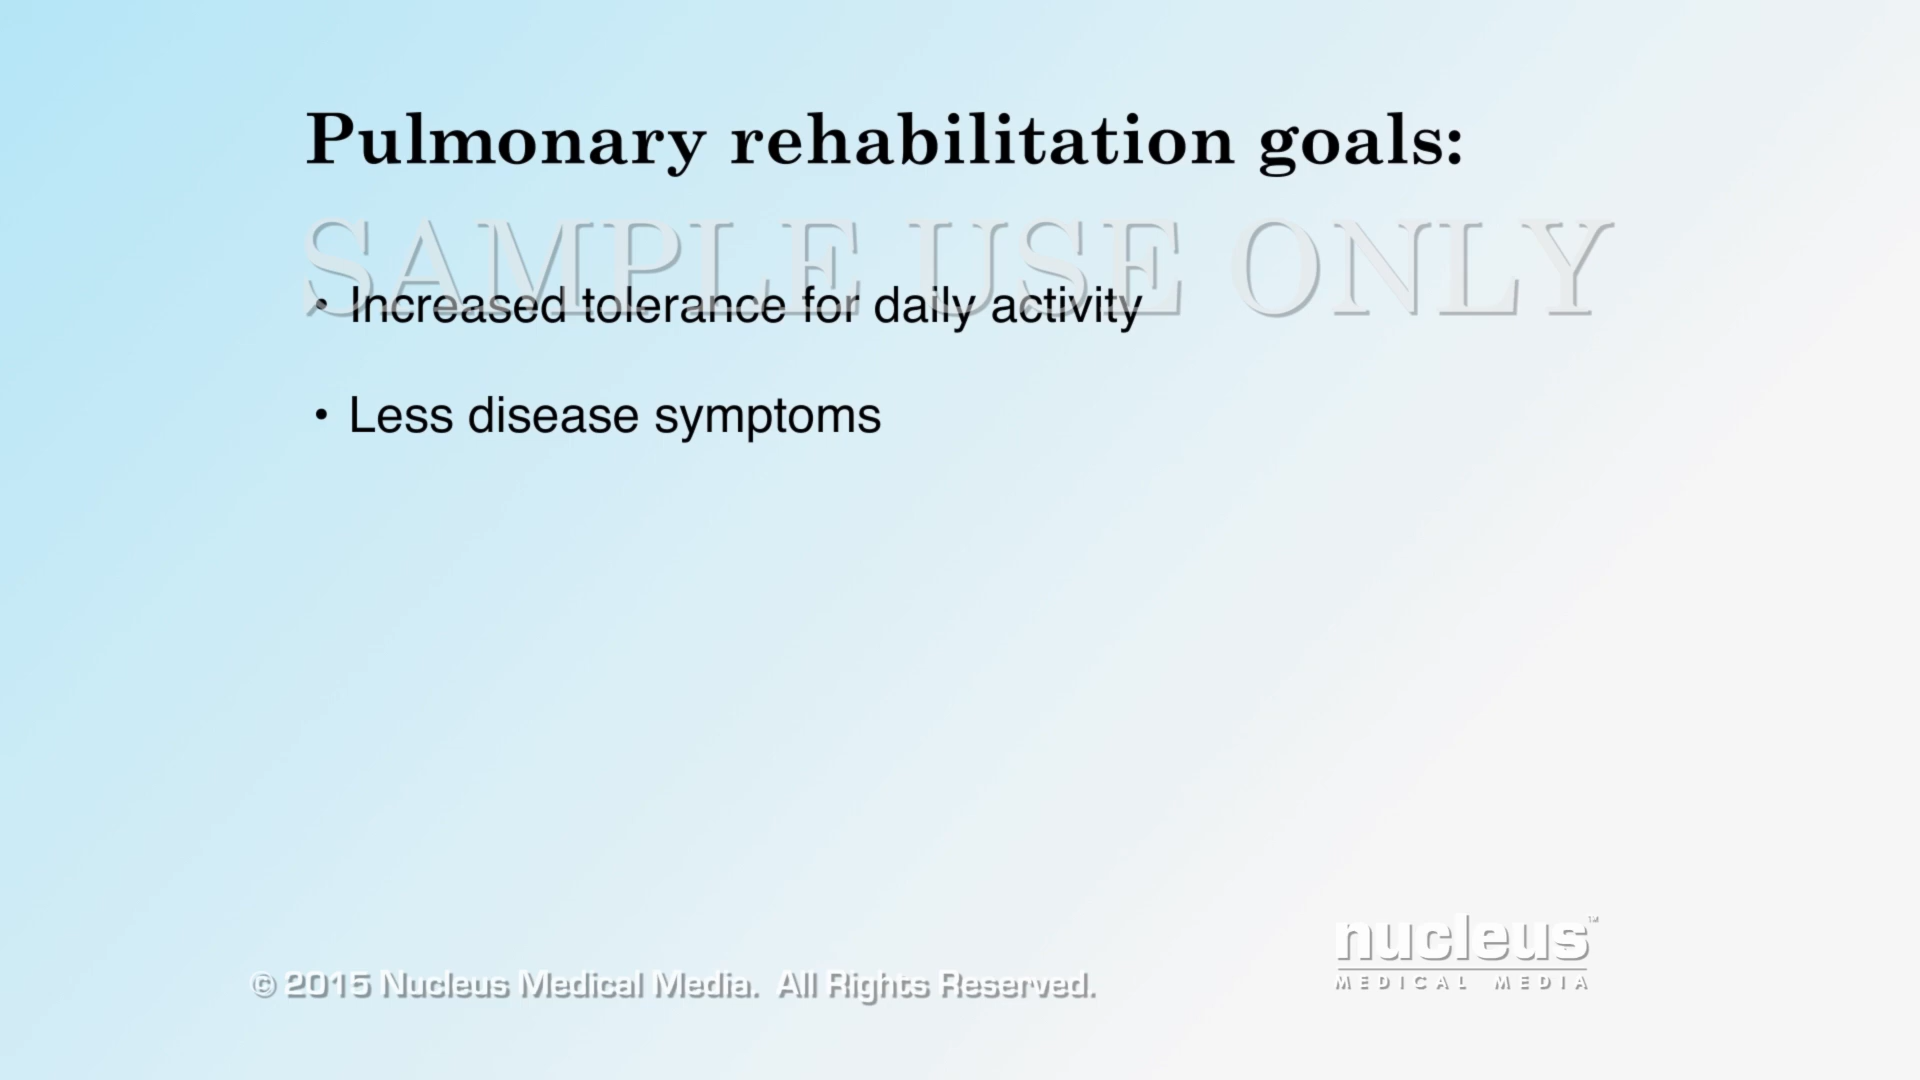 Pulmonary rehabilitation goals:
SAMPLE USE ONLY
• Increased tolerance for daily activity
• Less disease symptoms
nucleus™
MEDICAL MEDIA
© 2015 Nucleus Medical Media. All Rights Reserved.